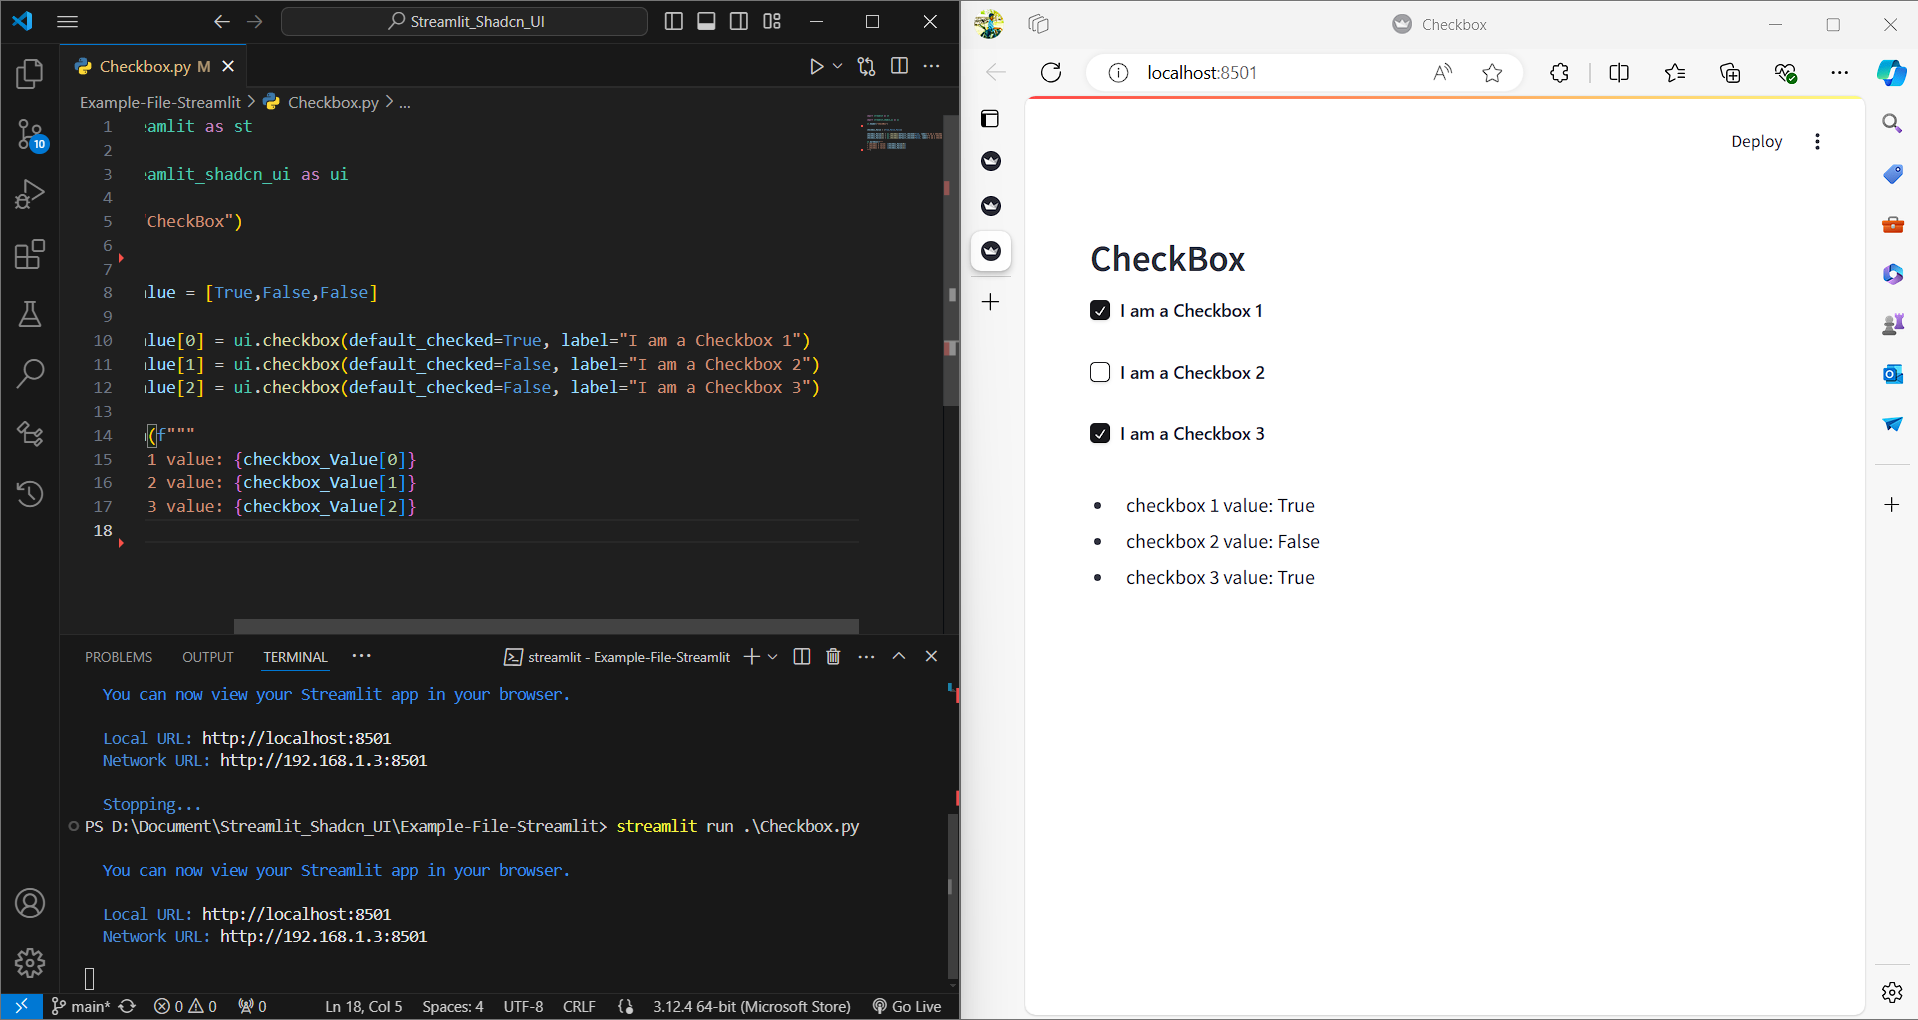 Streamlit_Shadcn_UI
Checkbox.py M
Example-File-Streamlit > Checkbox.py > ...
1 eamlit as st
2
3 eamlit_shadcn_ui as ui
4
5 "CheckBox")
6
7
8 lue = [True,False,False]
9
10 lue[0] = ui.checkbox(default_checked=True, label="I am a Checkbox 1")
11 lue[1] = ui.checkbox(default_checked=False, label="I am a Checkbox 2")
12 lue[2] = ui.checkbox(default_checked=False, label="I am a Checkbox 3")
13
14 (f"""
15 1 value: {checkbox_Value[0]}
16 2 value: {checkbox_Value[1]}
17 3 value: {checkbox_Value[2]}
18
10
PROBLEMS OUTPUT TERMINAL ... streamlit - Example-File-Streamlit
You can now view your Streamlit app in your browser.
Local URL: http://localhost:8501
Network URL: http://192.168.1.3:8501
Stopping...
PS D:\Document\Streamlit_Shadcn_UI\Example-File-Streamlit> streamlit run .\Checkbox.py
You can now view your Streamlit app in your browser.
Local URL: http://localhost:8501
Network URL: http://192.168.1.3:8501
main* 0 0 0 Ln 18, Col 5 Spaces: 4 UTF-8 CRLF 3.12.4 64-bit (Microsoft Store) Go Live
Checkbox
localhost:8501
Deploy
CheckBox
I am a Checkbox 1
I am a Checkbox 2
I am a Checkbox 3
• checkbox 1 value: True
• checkbox 2 value: False
• checkbox 3 value: True